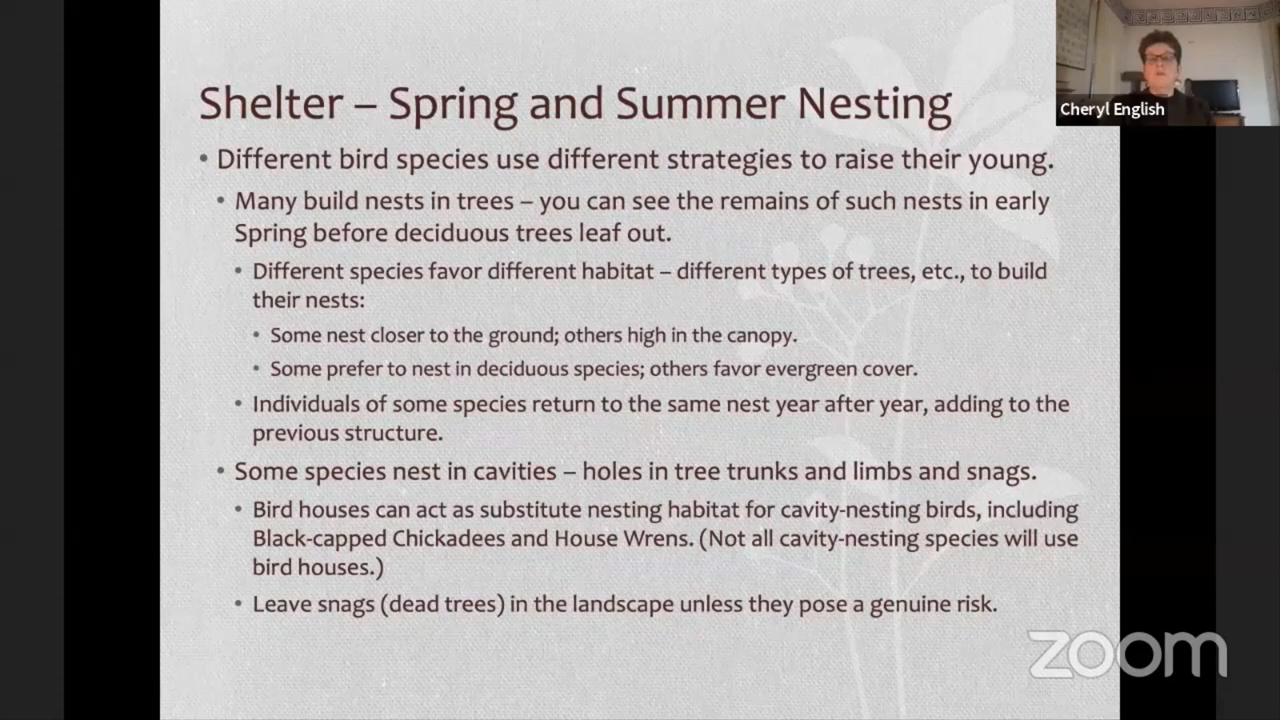 Shelter – Spring and Summer Nesting
• Different bird species use different strategies to raise their young.
• Many build nests in trees – you can see the remains of such nests in early
Spring before deciduous trees leaf out.
• Different species favor different habitat – different types of trees, etc., to build
their nests:
• Some nest closer to the ground; others high in the canopy.
• Some prefer to nest in deciduous species; others favor evergreen cover.
• Individuals of some species return to the same nest year after year, adding to the
previous structure.
• Some species nest in cavities – holes in tree trunks and limbs and snags.
• Bird houses can act as substitute nesting habitat for cavity-nesting birds, including
Black-capped Chickadees and House Wrens. (Not all cavity-nesting species will use
bird houses.)
• Leave snags (dead trees) in the landscape unless they pose a genuine risk.
Cheryl English
zoom